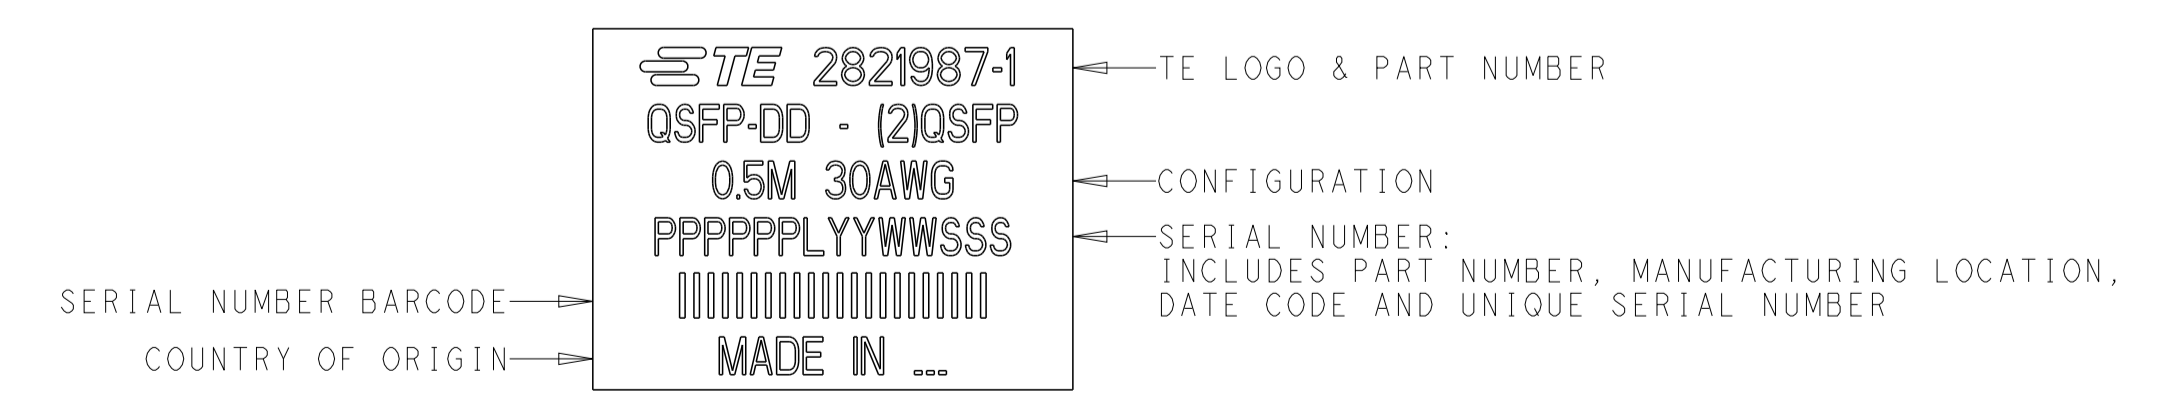 TE 2821987-1
TE LOGO & PART NUMBER
QSFP-DD - (2)QSFP
0.5M 30AWG
CONFIGURATION
PPPPPPLYYWWSSS
SERIAL NUMBER:
INCLUDES PART NUMBER, MANUFACTURING LOCATION,
DATE CODE AND UNIQUE SERIAL NUMBER
SERIAL NUMBER BARCODE
COUNTRY OF ORIGIN
MADE IN ...